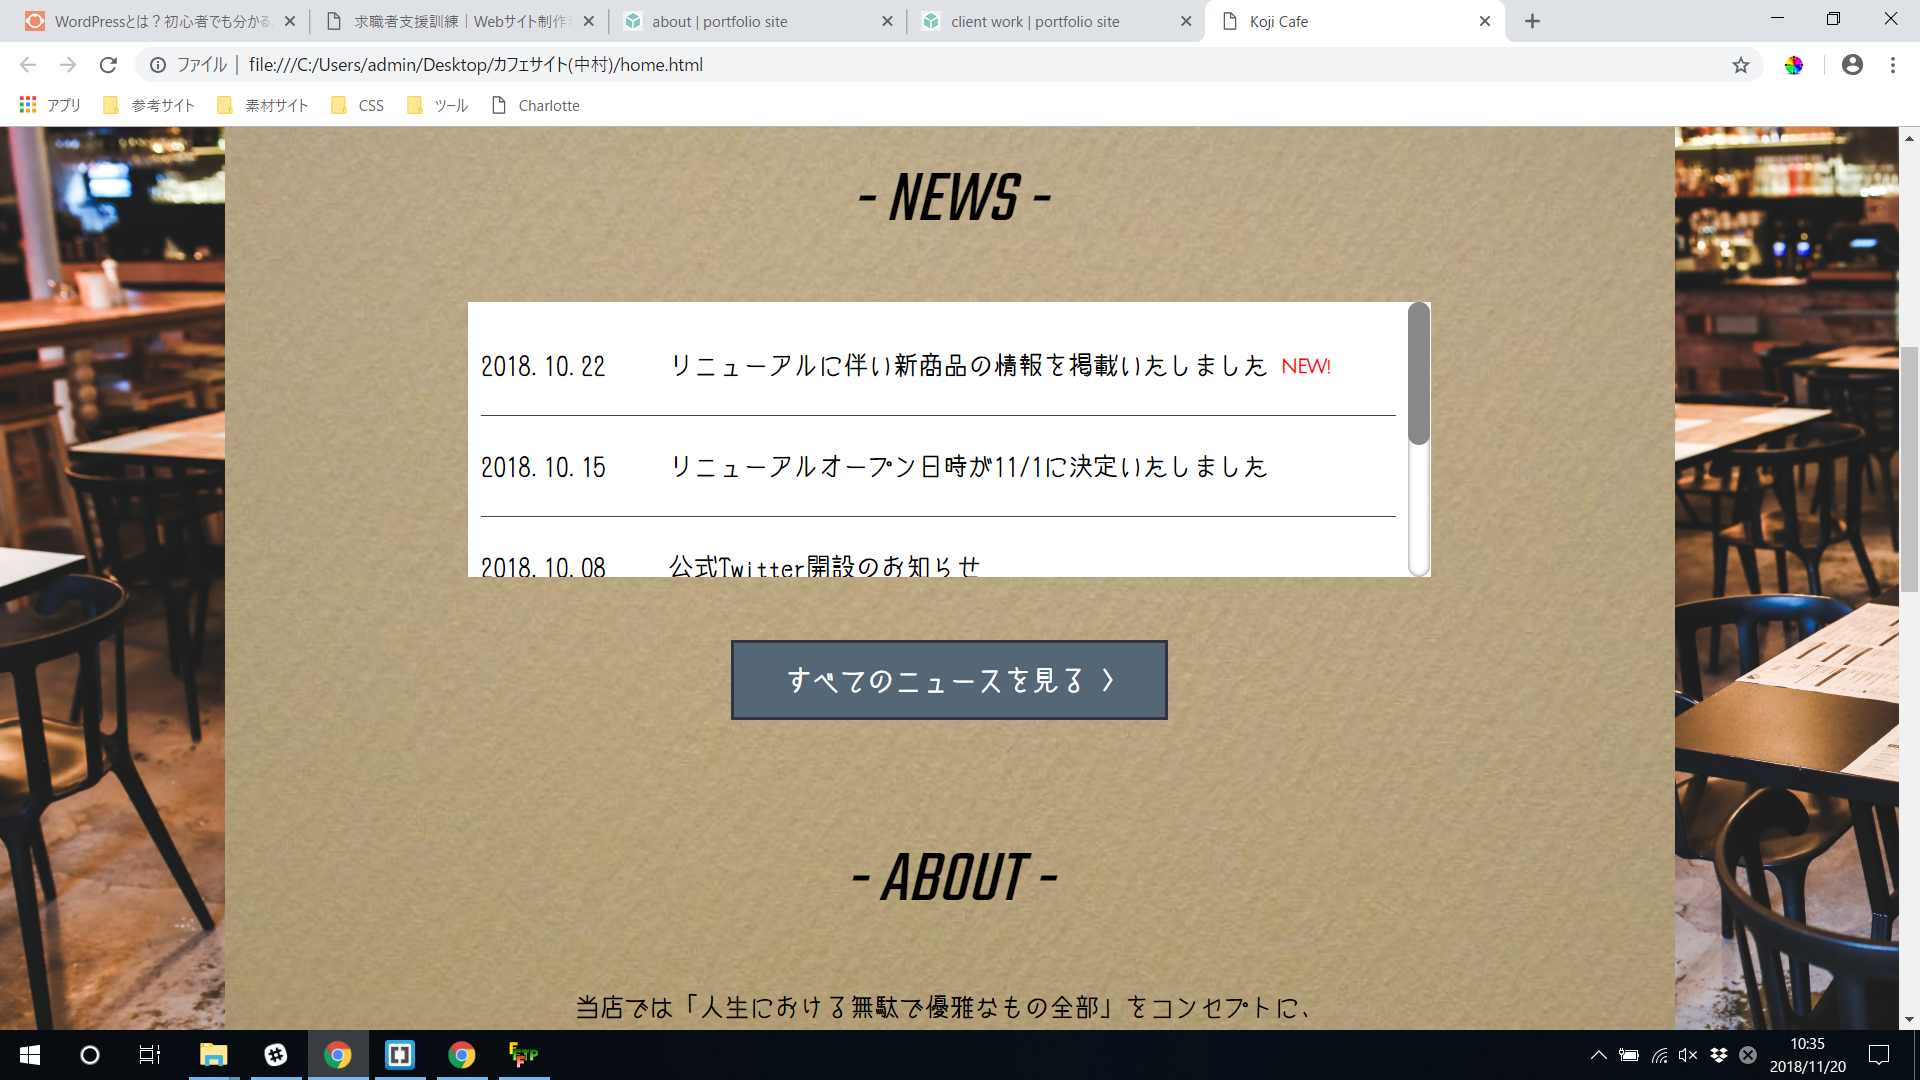 WordPressとは？初心者でも分かる
求職者支援訓練｜Webサイト制作
about | portfolio site
client work | portfolio site
Koji Cafe
ファイル
file:///C:/Users/admin/Desktop/カフェサイト(中村)/home.html
アプリ
参考サイト
素材サイト
CSS
ツール
Charlotte
- NEWS -
2018.10.22 リニューアルに伴い新商品の情報を掲載いたしました NEW!
2018.10.15 リニューアルオープン日時が11/1に決定いたしました
2018.10.08 公式Twitter開設のお知らせ
すべてのニュースを見る 〉
- ABOUT -
当店では「人生における無駄で優雅なもの全部」をコンセプトに、
FFFTP
10:35
2018/11/20